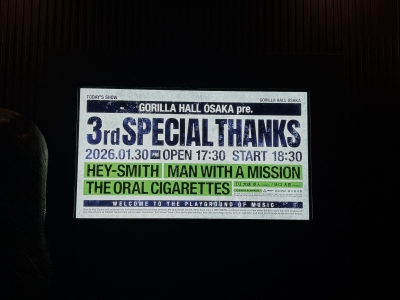 TODAY'S SHOW
GORILLA HALL OSAKA
GORILLA HALL OSAKA pre.
3rd SPECIAL THANKS
2026.01.30 FRI OPEN 17:30 START 18:30
HEY-SMITH MAN WITH A MISSION
THE ORAL CIGARETTES
WELCOME TO THE PLAYGROUND OF MUSIC